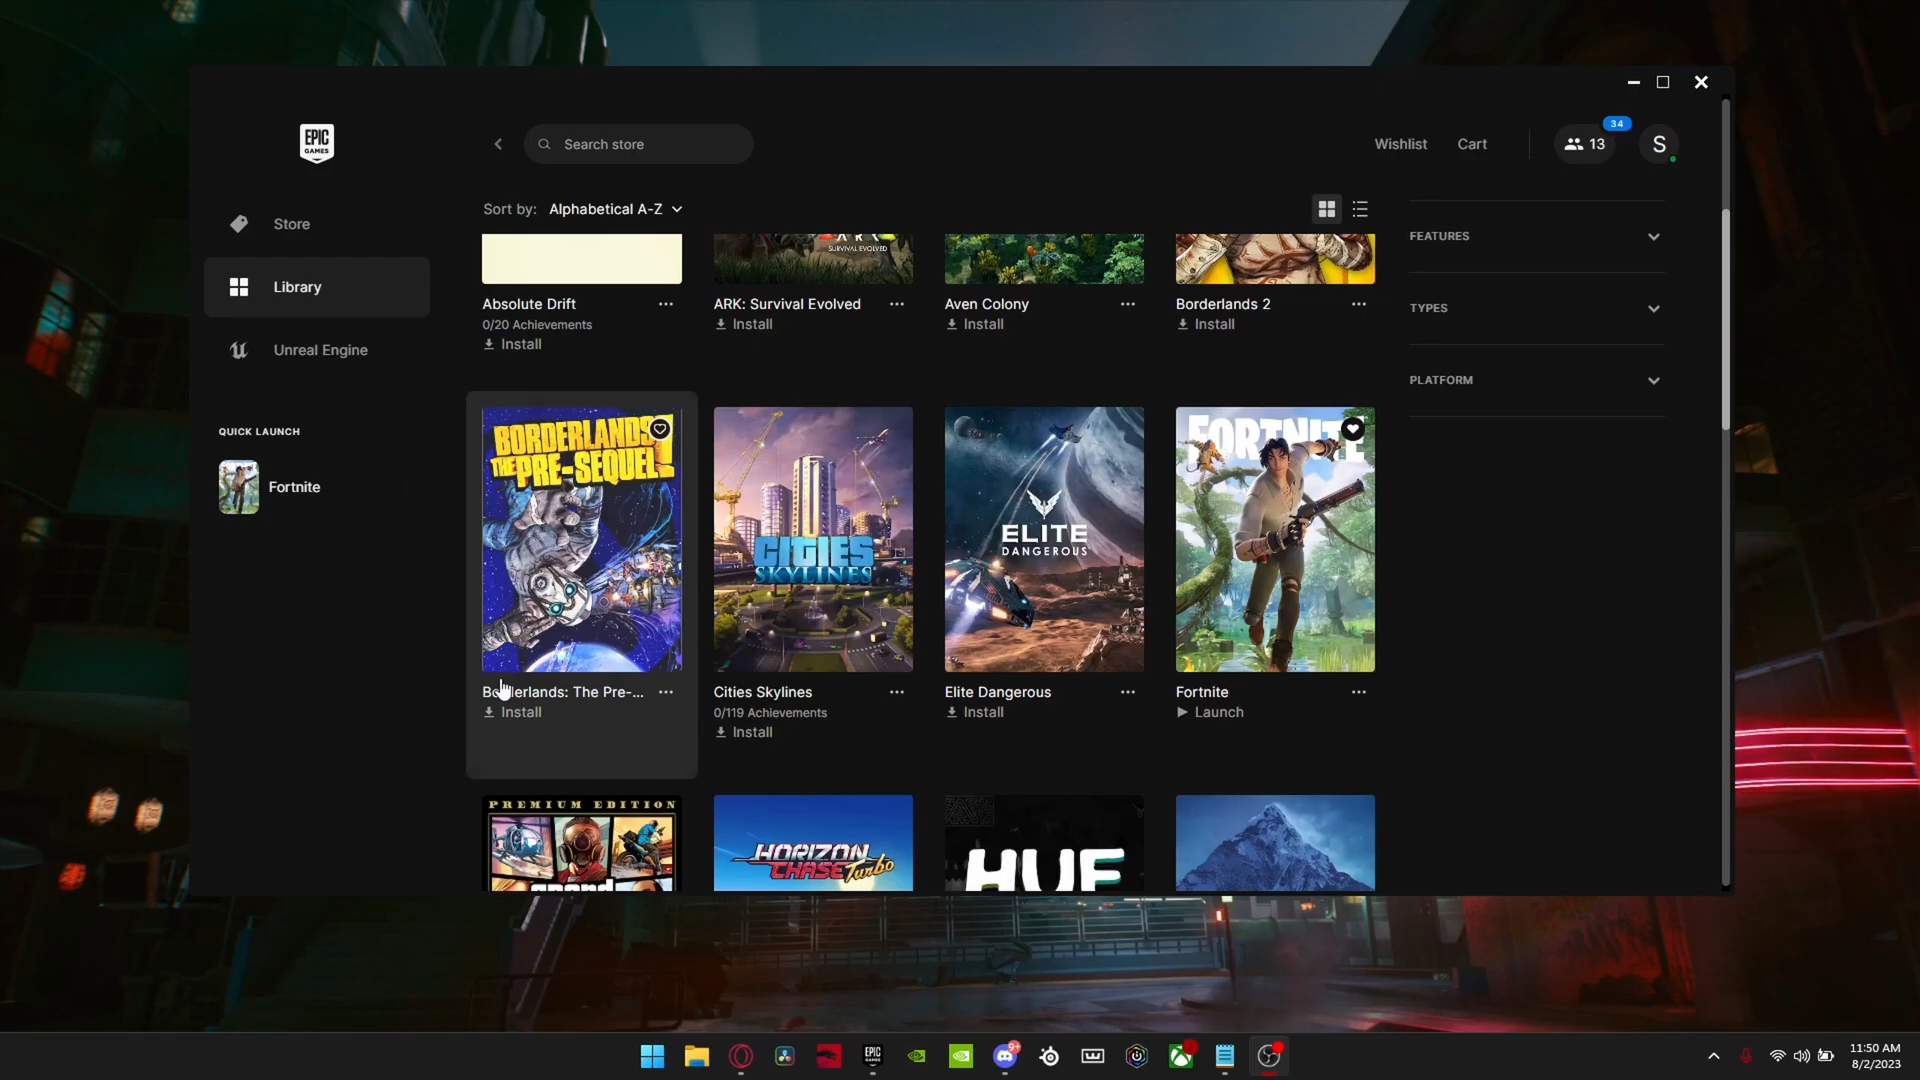 EPIC
GAMES
Search store
Wishlist
Cart
34
13
S
Store
Library
Unreal Engine
QUICK LAUNCH
Fortnite
Sort by: Alphabetical A-Z
SURVIVAL EVOLVED
Absolute Drift
0/20 Achievements
Install
ARK: Survival Evolved
Install
Aven Colony
Install
Borderlands 2
Install
FEATURES
TYPES
PLATFORM
BORDERLANDS
THE PRE-SEQUEL!
CITIES
SKYLINES
ELITE
DANGEROUS
FORTNITE
Borderlands: The Pre-...
Install
Cities Skylines
0/119 Achievements
Install
Elite Dangerous
Install
Fortnite
Launch
PREMIUM EDITION
HORIZON
CHASE Turbo
HUE
EPIC
GAMES
9+
11:50 AM
8/2/2023